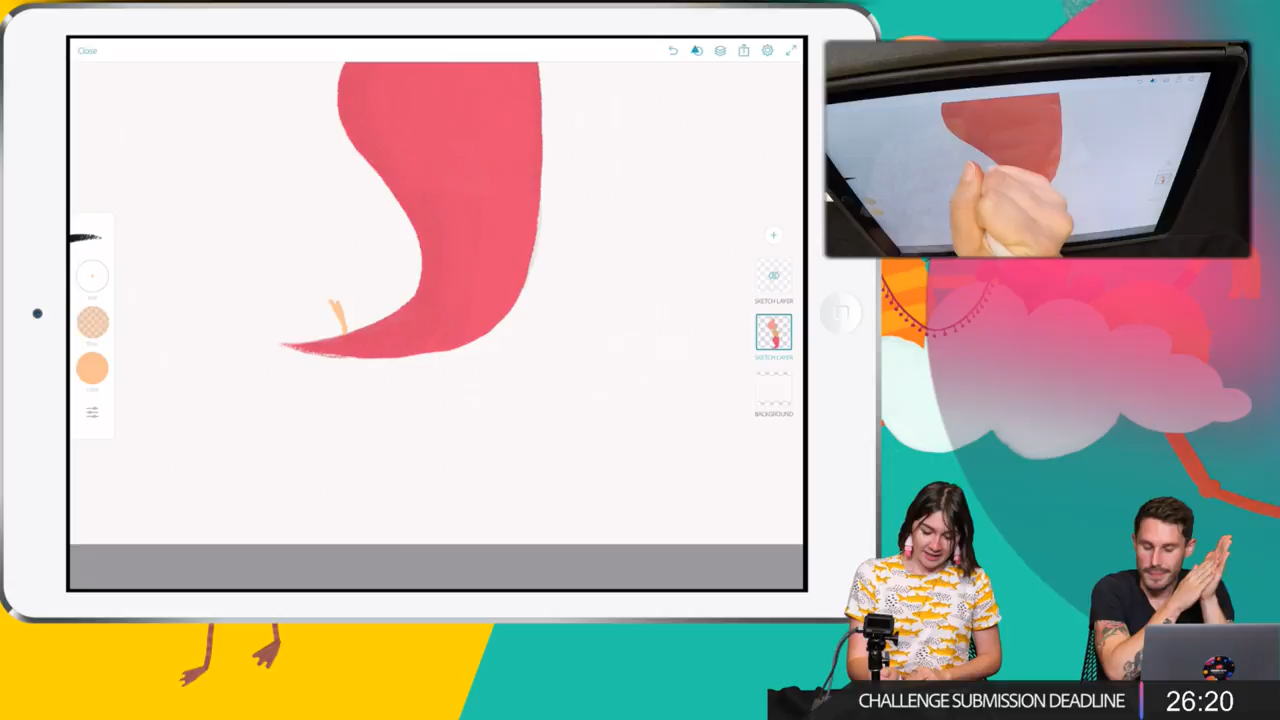 Close
SKETCH LAYER
SKETCH LAYER
BACKGROUND
CHALLENGE SUBMISSION DEADLINE
26:20